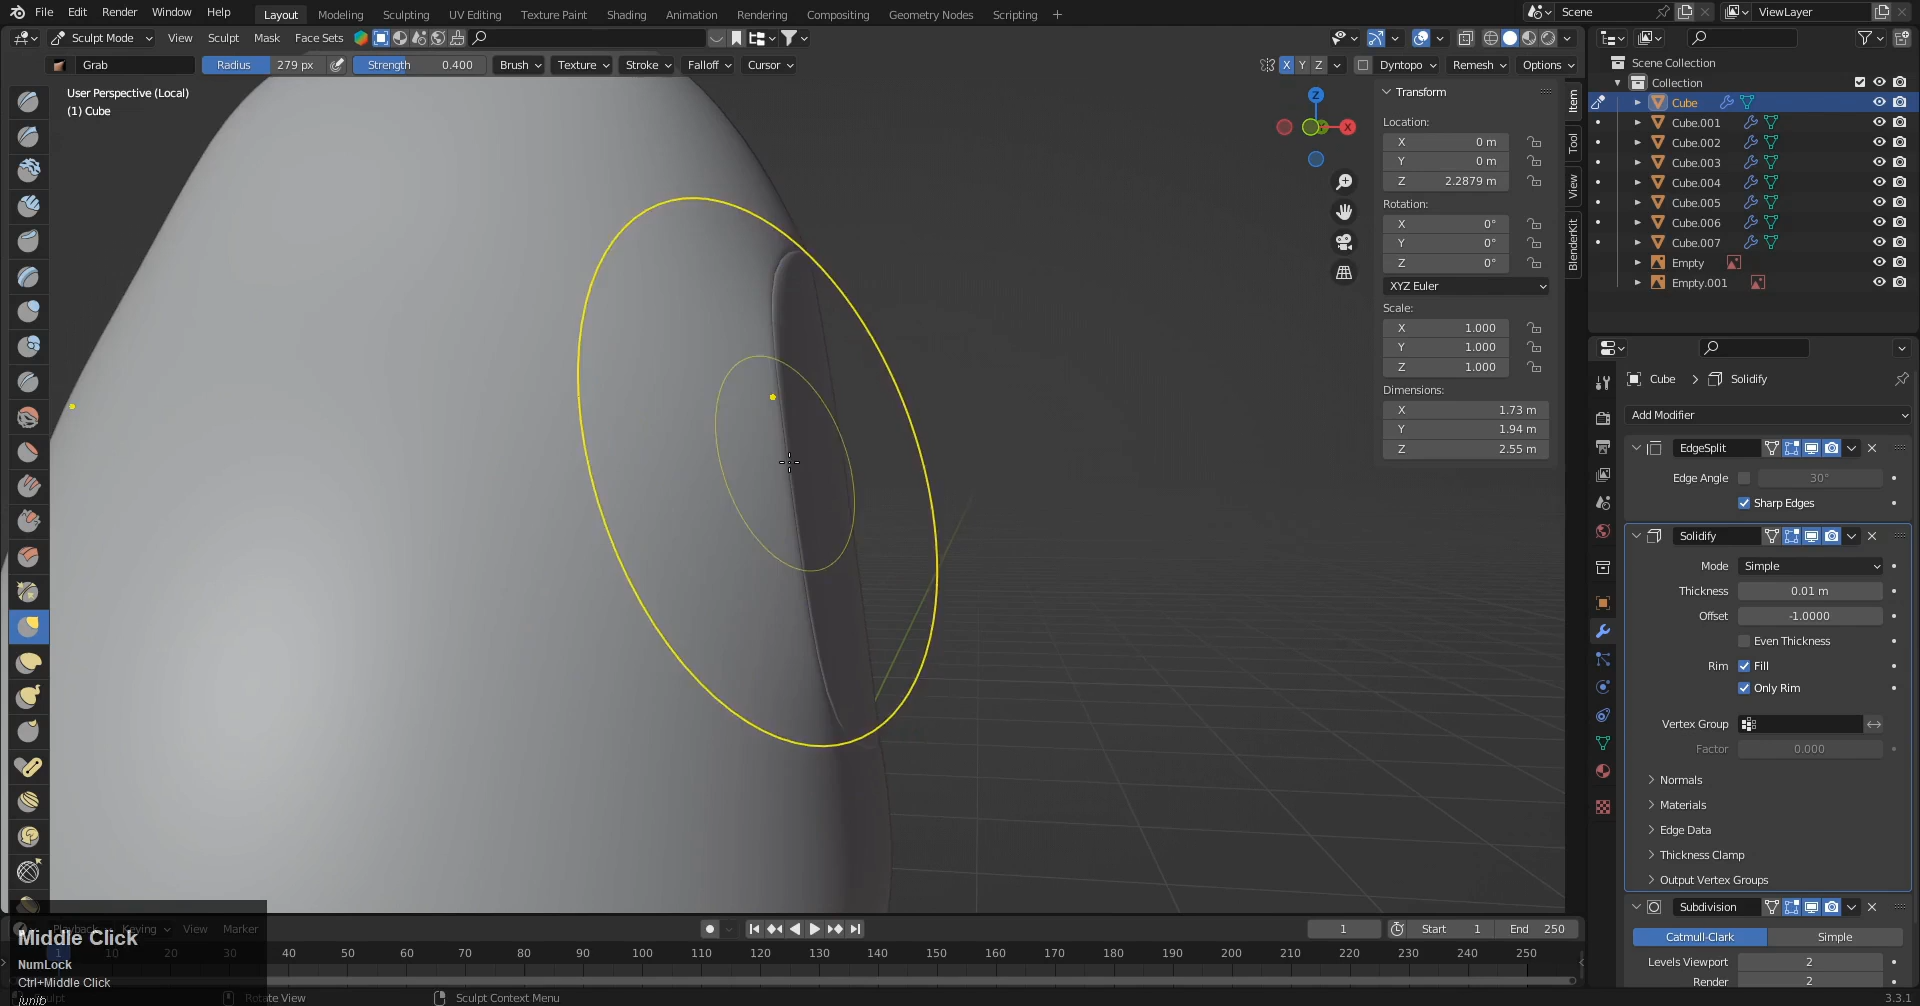 File Edit Render Window Help Layout Modeling Sculpting UV Editing Texture Paint Shading Animation Rendering Compositing Geometry Nodes Scripting + Scene ViewLayer
Sculpt Mode View Sculpt Mask Face Sets
Grab Radius 279 px Strength 0.400 Brush Texture Stroke Falloff Cursor X Y Z Dyntopo Remesh Options
User Perspective (Local)
(1) Cube
Z
X
Transform
Location:
X 0 m
Y 0 m
Z 2.2879 m
Rotation:
X 0°
Y 0°
Z 0°
XYZ Euler
Scale:
X 1.000
Y 1.000
Z 1.000
Dimensions:
X 1.73 m
Y 1.94 m
Z 2.55 m
Item
Tool
View
BlenderKit
Scene Collection
Collection
Cube
Cube.001
Cube.002
Cube.003
Cube.004
Cube.005
Cube.006
Cube.007
Empty
Empty.001
Cube > Solidify
Add Modifier
EdgeSplit
Edge Angle 30°
Sharp Edges
Solidify
Mode Simple
Thickness 0.01 m
Offset -1.0000
Even Thickness
Rim Fill
Only Rim
Vertex Group
Factor 0.000
Normals
Materials
Edge Data
Thickness Clamp
Output Vertex Groups
Subdivision
Catmull-Clark Simple
Levels Viewport 2
Render 2
Playback Keying View Marker 1 Start 1 End 250
Middle Click
1 10 20 30 40 50 60 70 80 90 100 110 120 130 140 150 160 170 180 190 200 210 220 230 240 250
NumLock
Ctrl+Middle Click
junib
Sculpt Rotate View Sculpt Context Menu 3.3.1